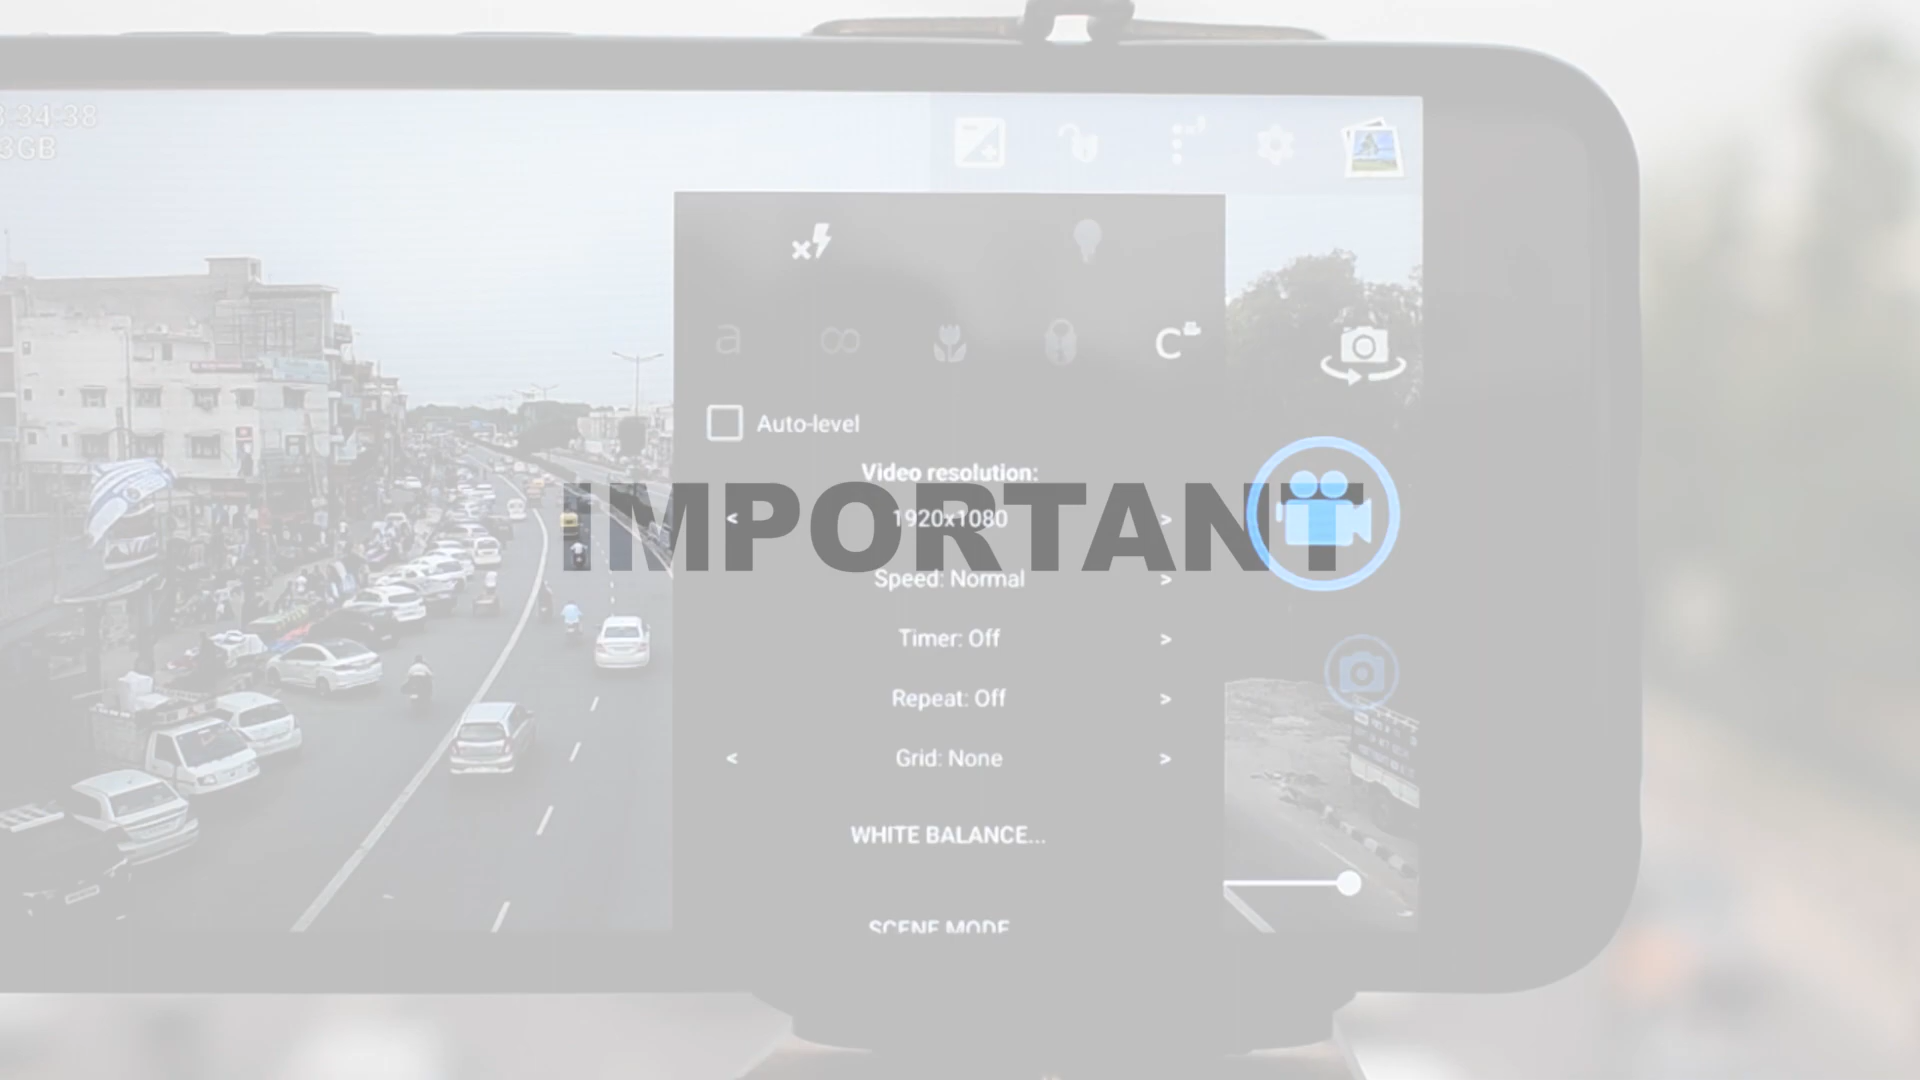 3:34:38
3GB
a
C
Auto-level
Video resolution:
< 1920x1080 >
IMPORTANT
Speed: Normal >
Timer: Off >
Repeat: Off >
< Grid: None >
WHITE BALANCE...
SCENE MODE